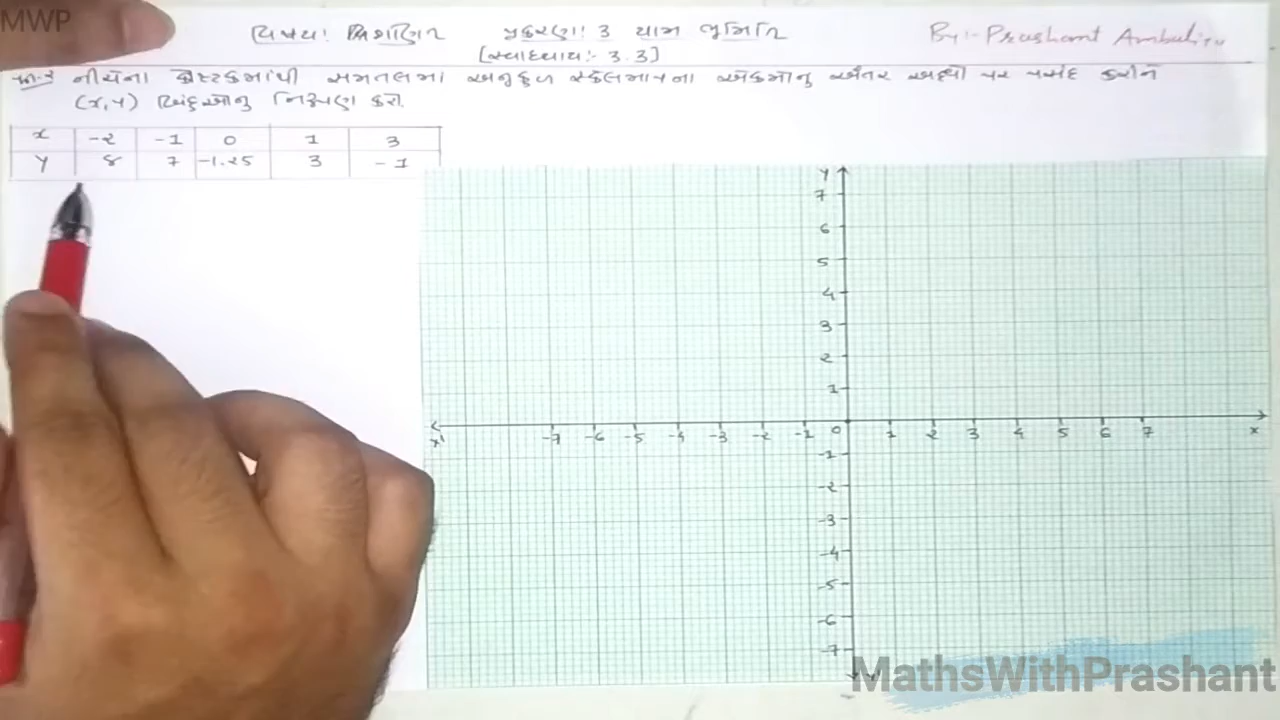 MWP
વિષય: ગણિત પ્રકરણ: 3 યામ ભૂમિતિ By:- Prashant
[સ્વાધ્યાય:- 3.3]
નીચેના કોષ્ટકમાંથી સમતલમાં અનુકૂળ સ્કેલમાપના એકમોનું અંતર અક્ષો પર પસંદ કરીને
(x, y) બિંદુઓનું નિરૂપણ કરો.
x -2 -1 0 1 3
y 8 7 -1.25 3 -1
Y
7
6
5
4
3
2
1
x' -7 -6 -5 -4 -3 -2 -1 0 1 2 3 4 5 6 7 x
-1
-2
-3
-4
-5
-6
-7
MathsWithPrashant